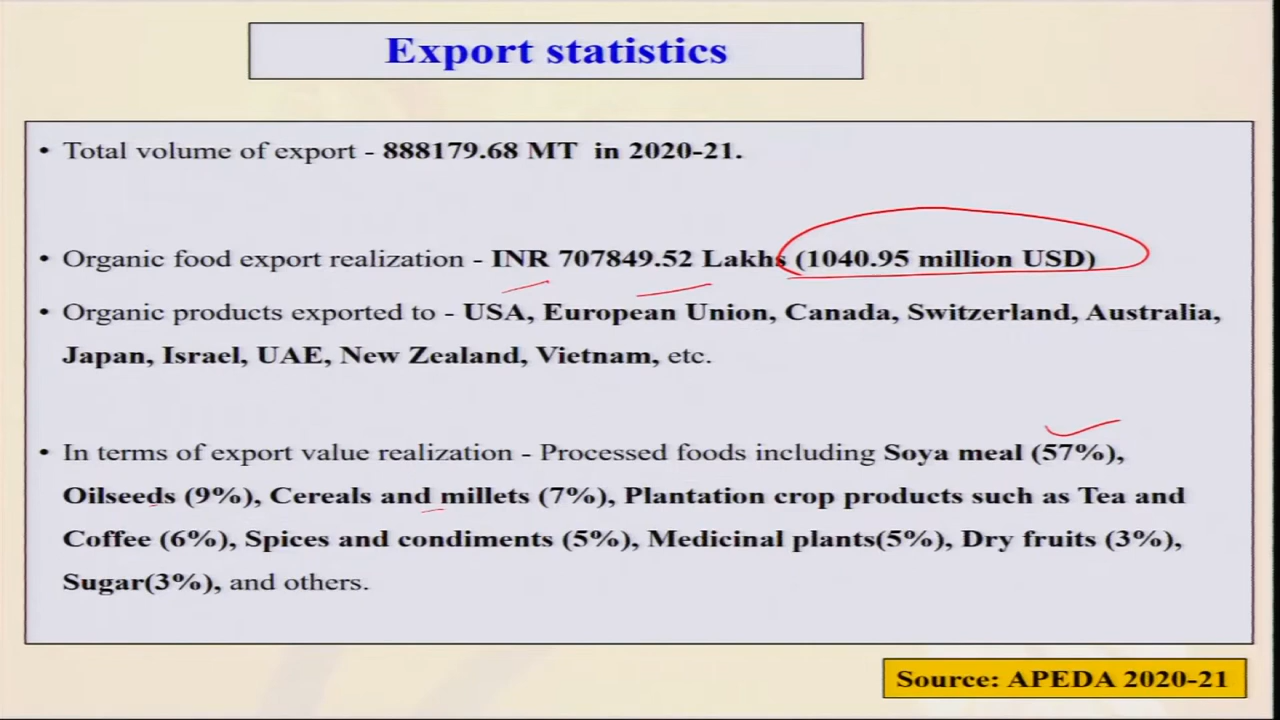 Export statistics
• Total volume of export - 888179.68 MT in 2020-21.
• Organic food export realization - INR 707849.52 Lakhs (1040.95 million USD)
• Organic products exported to - USA, European Union, Canada, Switzerland, Australia,
Japan, Israel, UAE, New Zealand, Vietnam, etc.
• In terms of export value realization - Processed foods including Soya meal (57%),
Oilseeds (9%), Cereals and millets (7%), Plantation crop products such as Tea and
Coffee (6%), Spices and condiments (5%), Medicinal plants(5%), Dry fruits (3%),
Sugar(3%), and others.
Source: APEDA 2020-21